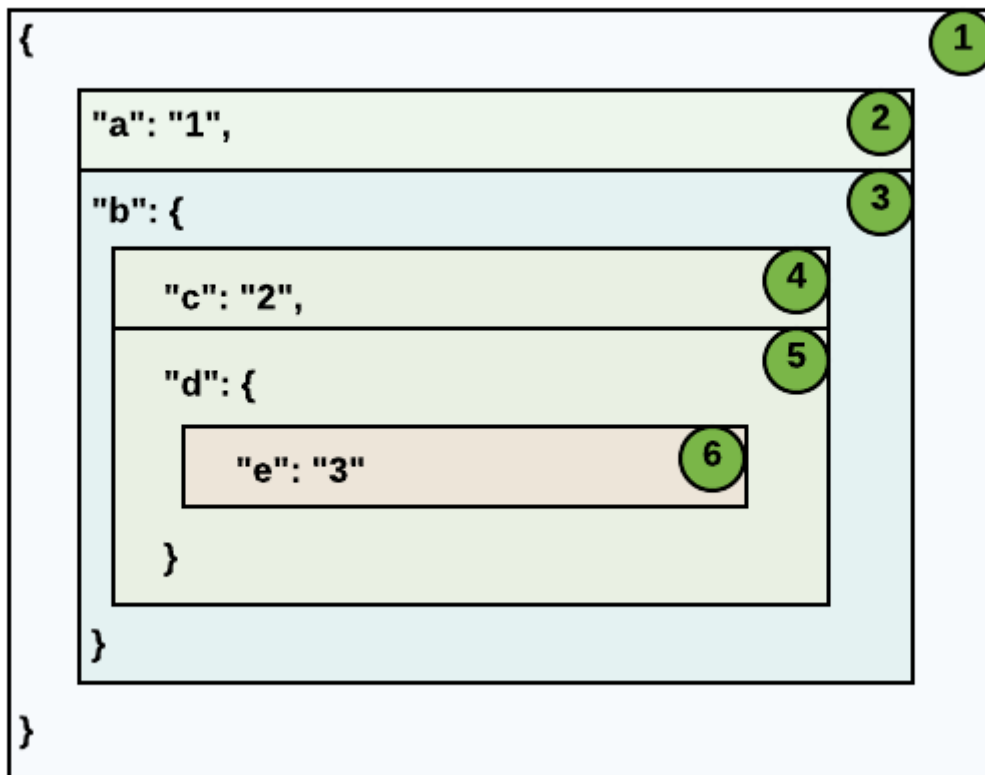 { 1
"a": "1", 2
"b": { 3
"c": "2", 4
"d": { 5
"e": "3" 6
}
}
}